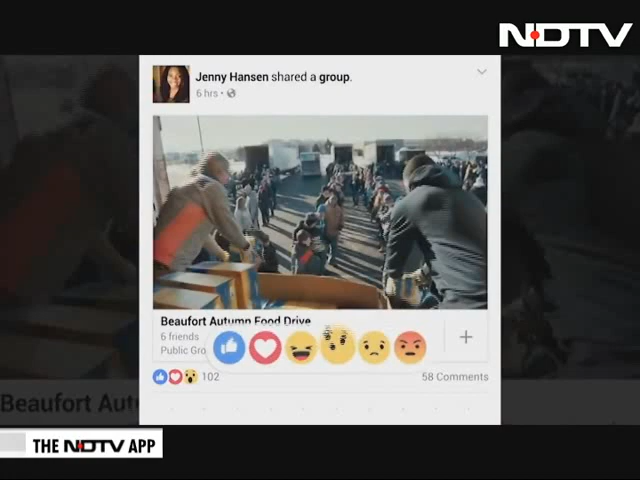 NDTV
Jenny Hansen shared a group.
6 hrs
Beaufort Autumn Food Drive
6 friends
Public Gro
102
58 Comments
Beaufort Aut
THE NDTV APP